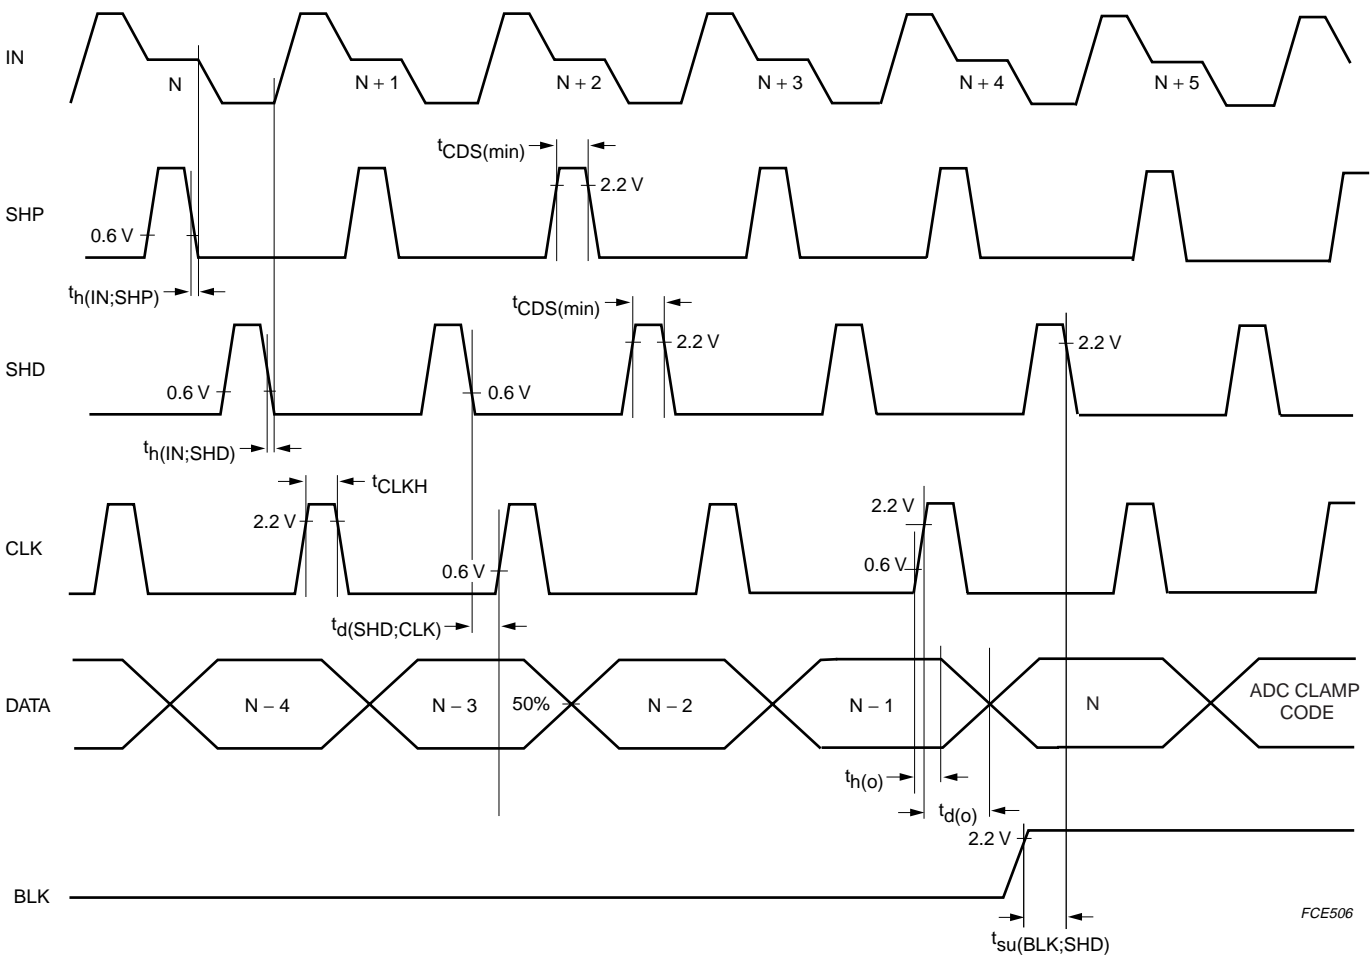 IN
N
N + 1
N + 2
N + 3
N + 4
N + 5
tCDS(min)
2.2 V
SHP
0.6 V
th(IN;SHP)
tCDS(min)
2.2 V
2.2 V
SHD
0.6 V
0.6 V
th(IN;SHD)
tCLKH
2.2 V
2.2 V
CLK
0.6 V
0.6 V
td(SHD;CLK)
DATA
N – 4
N – 3
50%
N – 2
N – 1
N
ADC CLAMP
CODE
th(o)
td(o)
2.2 V
BLK
FCE506
tsu(BLK;SHD)